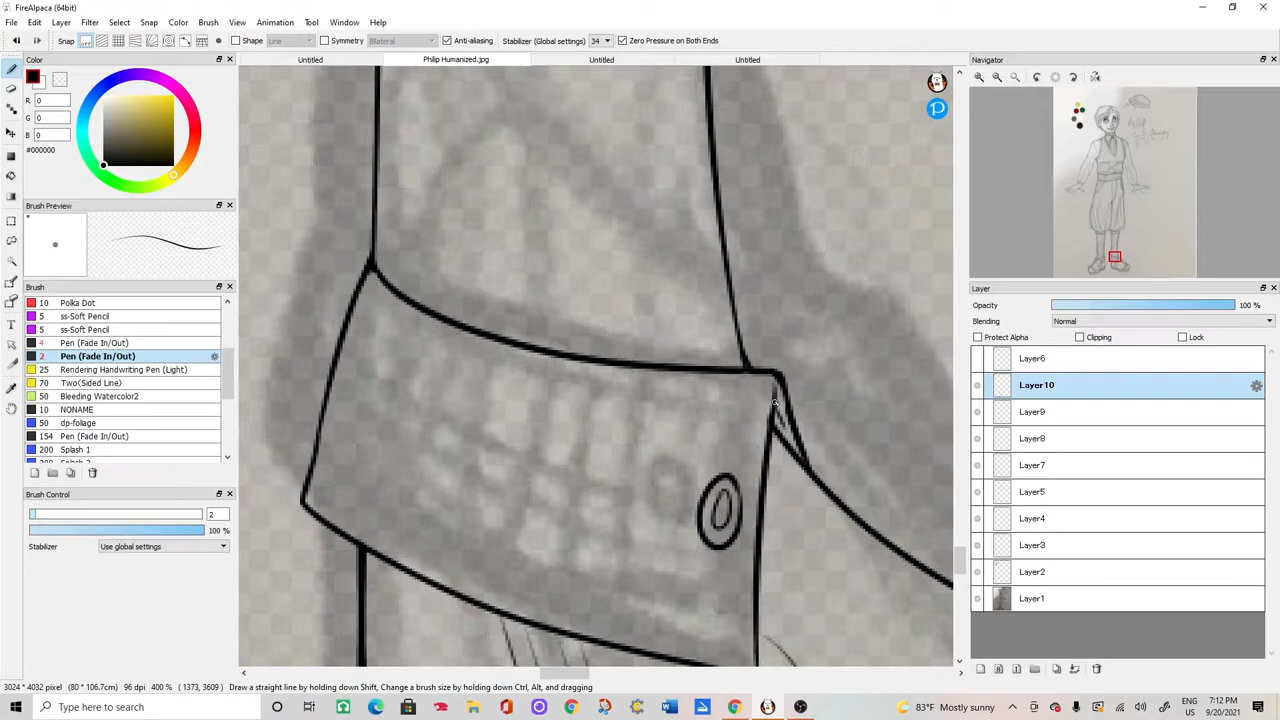 FireAlpaca (64bit)
File Edit Layer Filter Select Snap Color Brush View Animation Tool Window Help
Snap Off Shape Line Symmetry Bilateral Anti-aliasing Stabilizer (Global settings) 34 Zero Pressure on Both Ends
Untitled Philip Humanized.jpg Untitled Untitled
Color
R 0
G 0
B 0
#000000
Brush Preview
Brush
10 Polka Dot
5 ss-Soft Pencil
5 ss-Soft Pencil
4 Pen (Fade In/Out)
2 Pen (Fade In/Out)
25 Rendering Handwriting Pen (Light)
70 Two(Sided Line)
50 Bleeding Watercolor2
10 NONAME
50 dp-foliage
154 Pen (Fade In/Out)
200 Splash 1
Brush Control
2
100 %
Stabilizer Use global settings
Navigator
Layer
Opacity 100 %
Blending Normal
Protect Alpha Clipping Lock
Layer6
Layer10
Layer9
Layer8
Layer7
Layer5
Layer4
Layer3
Layer2
Layer1
3024 * 4032 pixel (80 * 106.7cm) 96 dpi 400 % ( 1373, 3609 ) Draw a straight line by holding down Shift, Change a brush size by holding down Ctrl, Alt, and dragging
Type here to search
83°F Mostly sunny
ENG
US
7:12 PM
9/20/2021